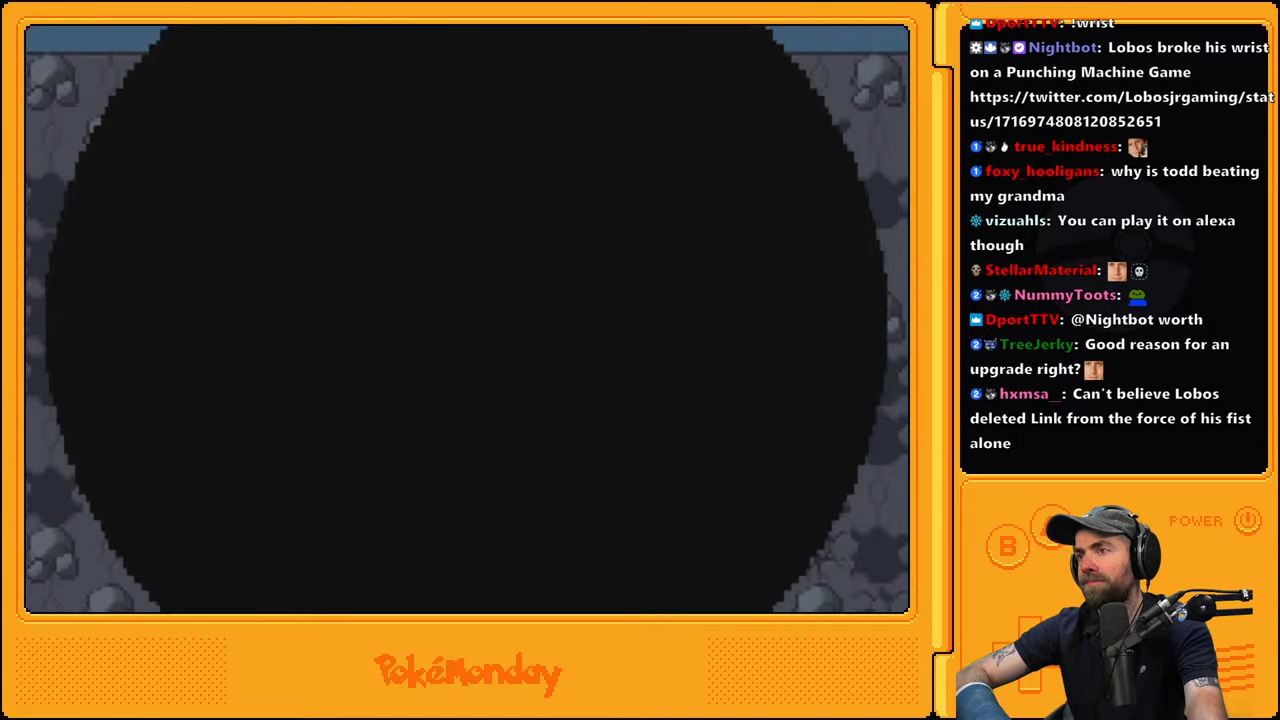 DportTTV: !wrist
Nightbot: Lobos broke his wrist
on a Punching Machine Game
https://twitter.com/Lobosjrgaming/stat
us/1716974808120852651
true_kindness:
foxy_hooligans: why is todd beating
my grandma
vizuahls: You can play it on alexa
though
StellarMaterial:
NummyToots:
DportTTV: @Nightbot worth
TreeJerky: Good reason for an
upgrade right?
hxmsa__: Can't believe Lobos
deleted Link from the force of his fist
alone
B A POWER
PokéMonday